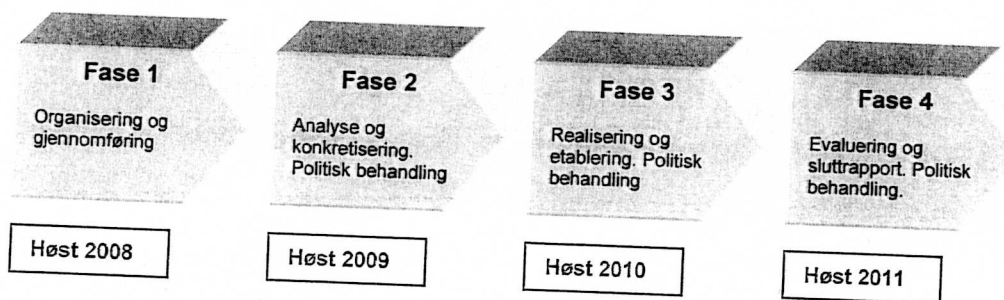 Fase 1
Organisering og
gjennomføring
Høst 2008
Fase 2
Analyse og
konkretisering.
Politisk behandling
Høst 2009
Fase 3
Realisering og
etablering. Politisk
behandling
Høst 2010
Fase 4
Evaluering og
sluttrapport. Politisk
behandling.
Høst 2011